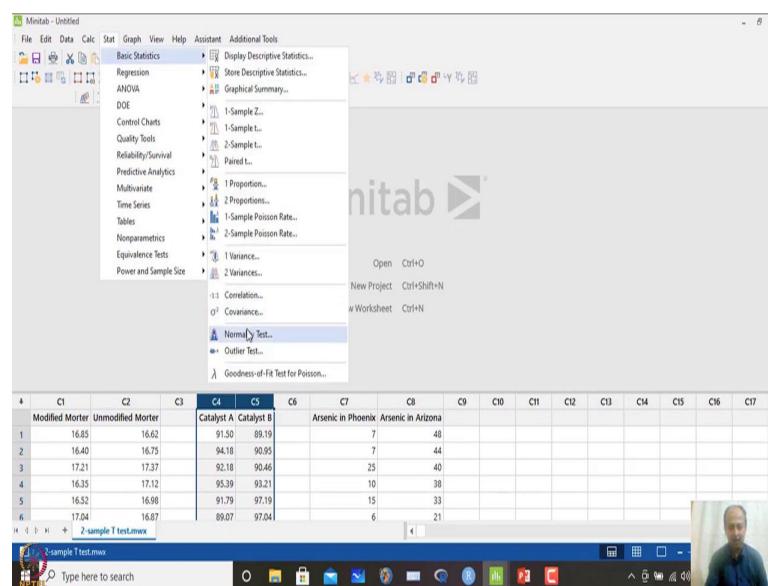 Minitab - Untitled
File Edit Data Calc Stat Graph View Help Assistant Additional Tools
Basic Statistics
Regression
ANOVA
DOE
Control Charts
Quality Tools
Reliability/Survival
Predictive Analytics
Multivariate
Time Series
Tables
Nonparametrics
Equivalence Tests
Power and Sample Size
Display Descriptive Statistics...
Store Descriptive Statistics...
Graphical Summary...
1-Sample Z...
1-Sample t...
2-Sample t...
Paired t...
1 Proportion...
2 Proportions...
1-Sample Poisson Rate...
2-Sample Poisson Rate...
1 Variance...
2 Variances...
Correlation...
σ² Covariance...
Normality Test...
Outlier Test...
λ Goodness-of-Fit Test for Poisson...
nitab
Open Ctrl+O
New Project Ctrl+Shift+N
w Worksheet Ctrl+N
C1 C2 C3 C4 C5 C6 C7 C8 C9 C10 C11 C12 C13 C14 C15 C16 C17
Modified Morter Unmodified Morter Catalyst A Catalyst B Arsenic in Phoenix Arsenic in Arizona
1 16.85 16.62 91.50 89.19 7 48
2 16.40 16.75 94.18 90.95 7 44
3 17.21 17.37 92.18 90.46 25 40
4 16.35 17.12 95.39 93.21 10 38
5 16.52 16.98 91.79 97.19 15 33
6 17.04 16.87 89.07 97.04 6 21
2-sample T test.mwx
2-sample T test.mwx
Type here to search
NPTEL